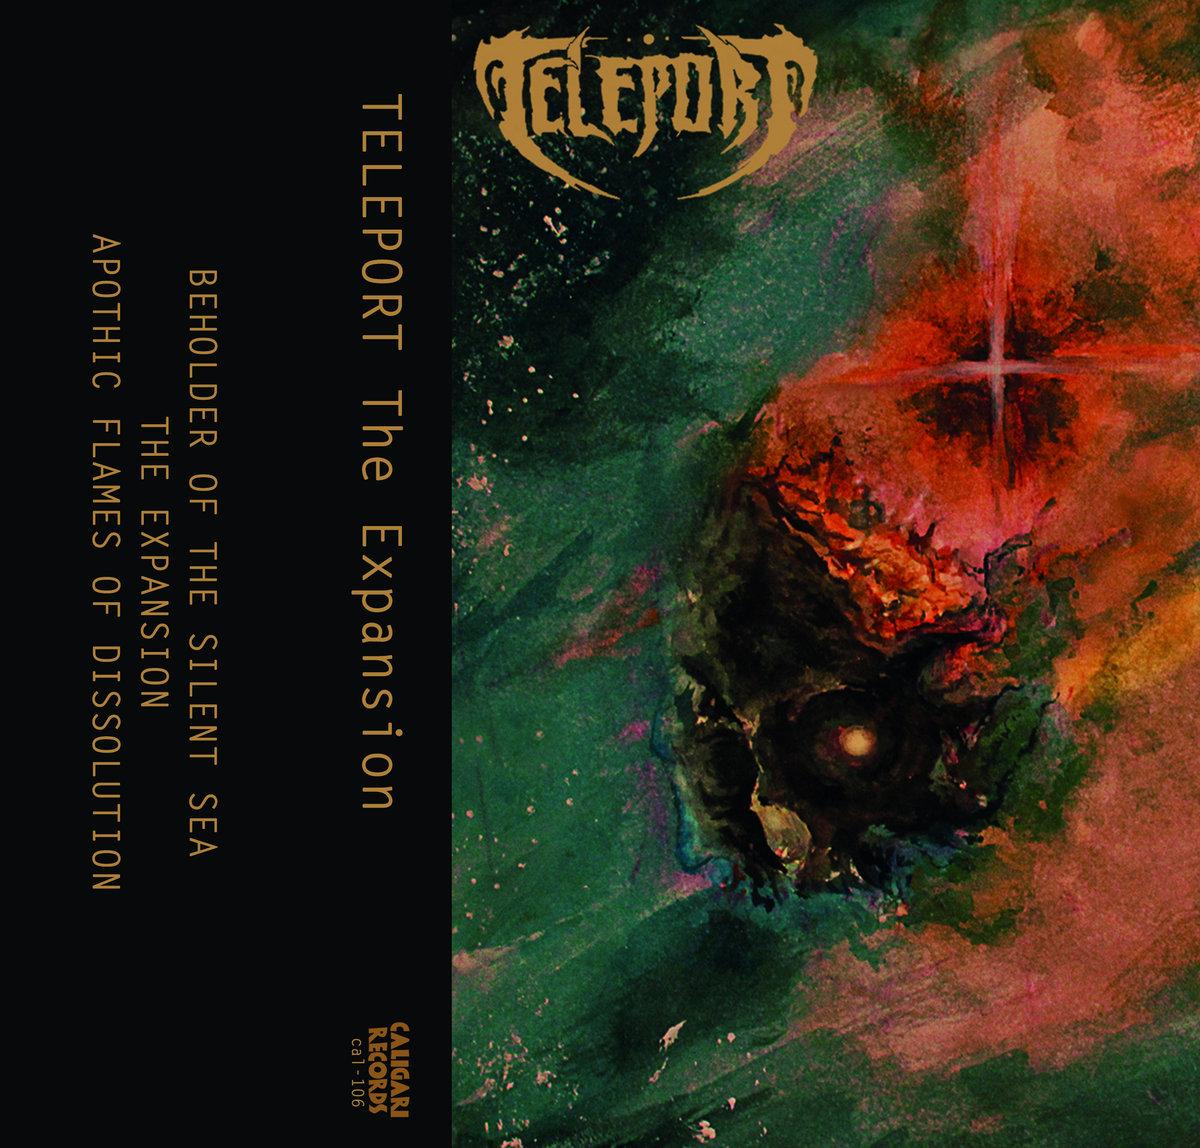 TELEPORT
TELEPORT The Expansion
CALIGARI
RECORDS
cal-106
BEHOLDER OF THE SILENT SEA
THE EXPANSION
APOTHIC FLAMES OF DISSOLUTION